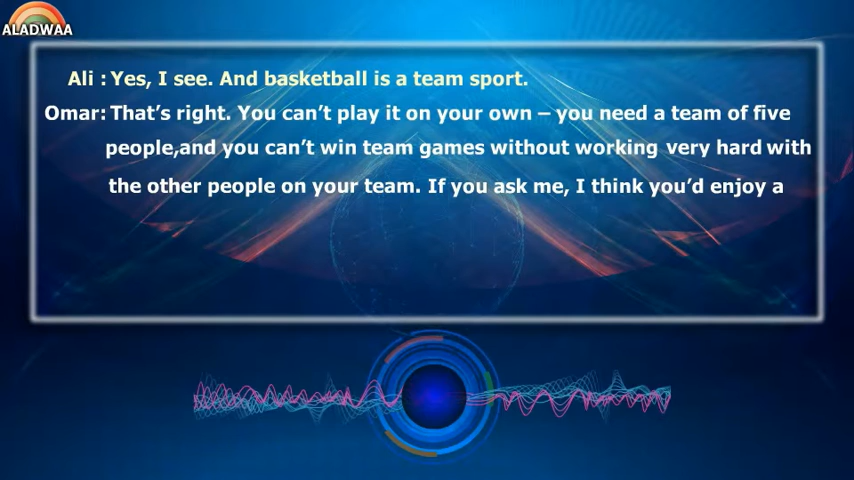 ALADWAA
Ali : Yes, I see. And basketball is a team sport.
Omar: That's right. You can't play it on your own – you need a team of five
people,and you can't win team games without working very hard with
the other people on your team. If you ask me, I think you'd enjoy a